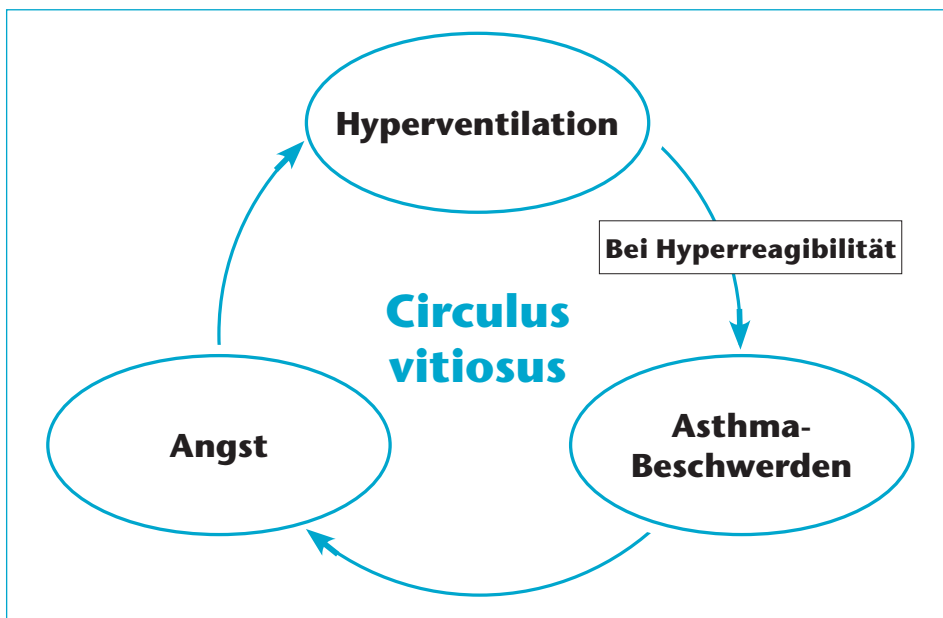 Hyperventilation
Bei Hyperreagibilität
Circulus
vitiosus
Angst
Asthma-
Beschwerden